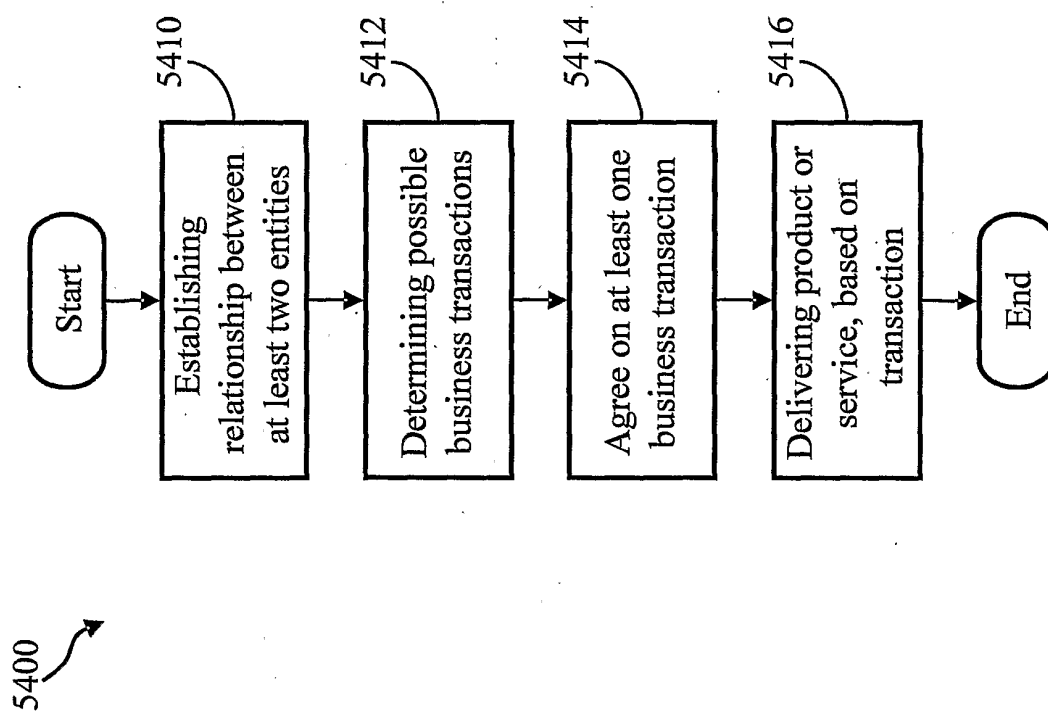 5400
Start
Establishing
relationship between
at least two entities
5410
Determining possible
business transactions
5412
Agree on at least one
business transaction
5414
Delivering product or
service, based on
transaction
5416
End